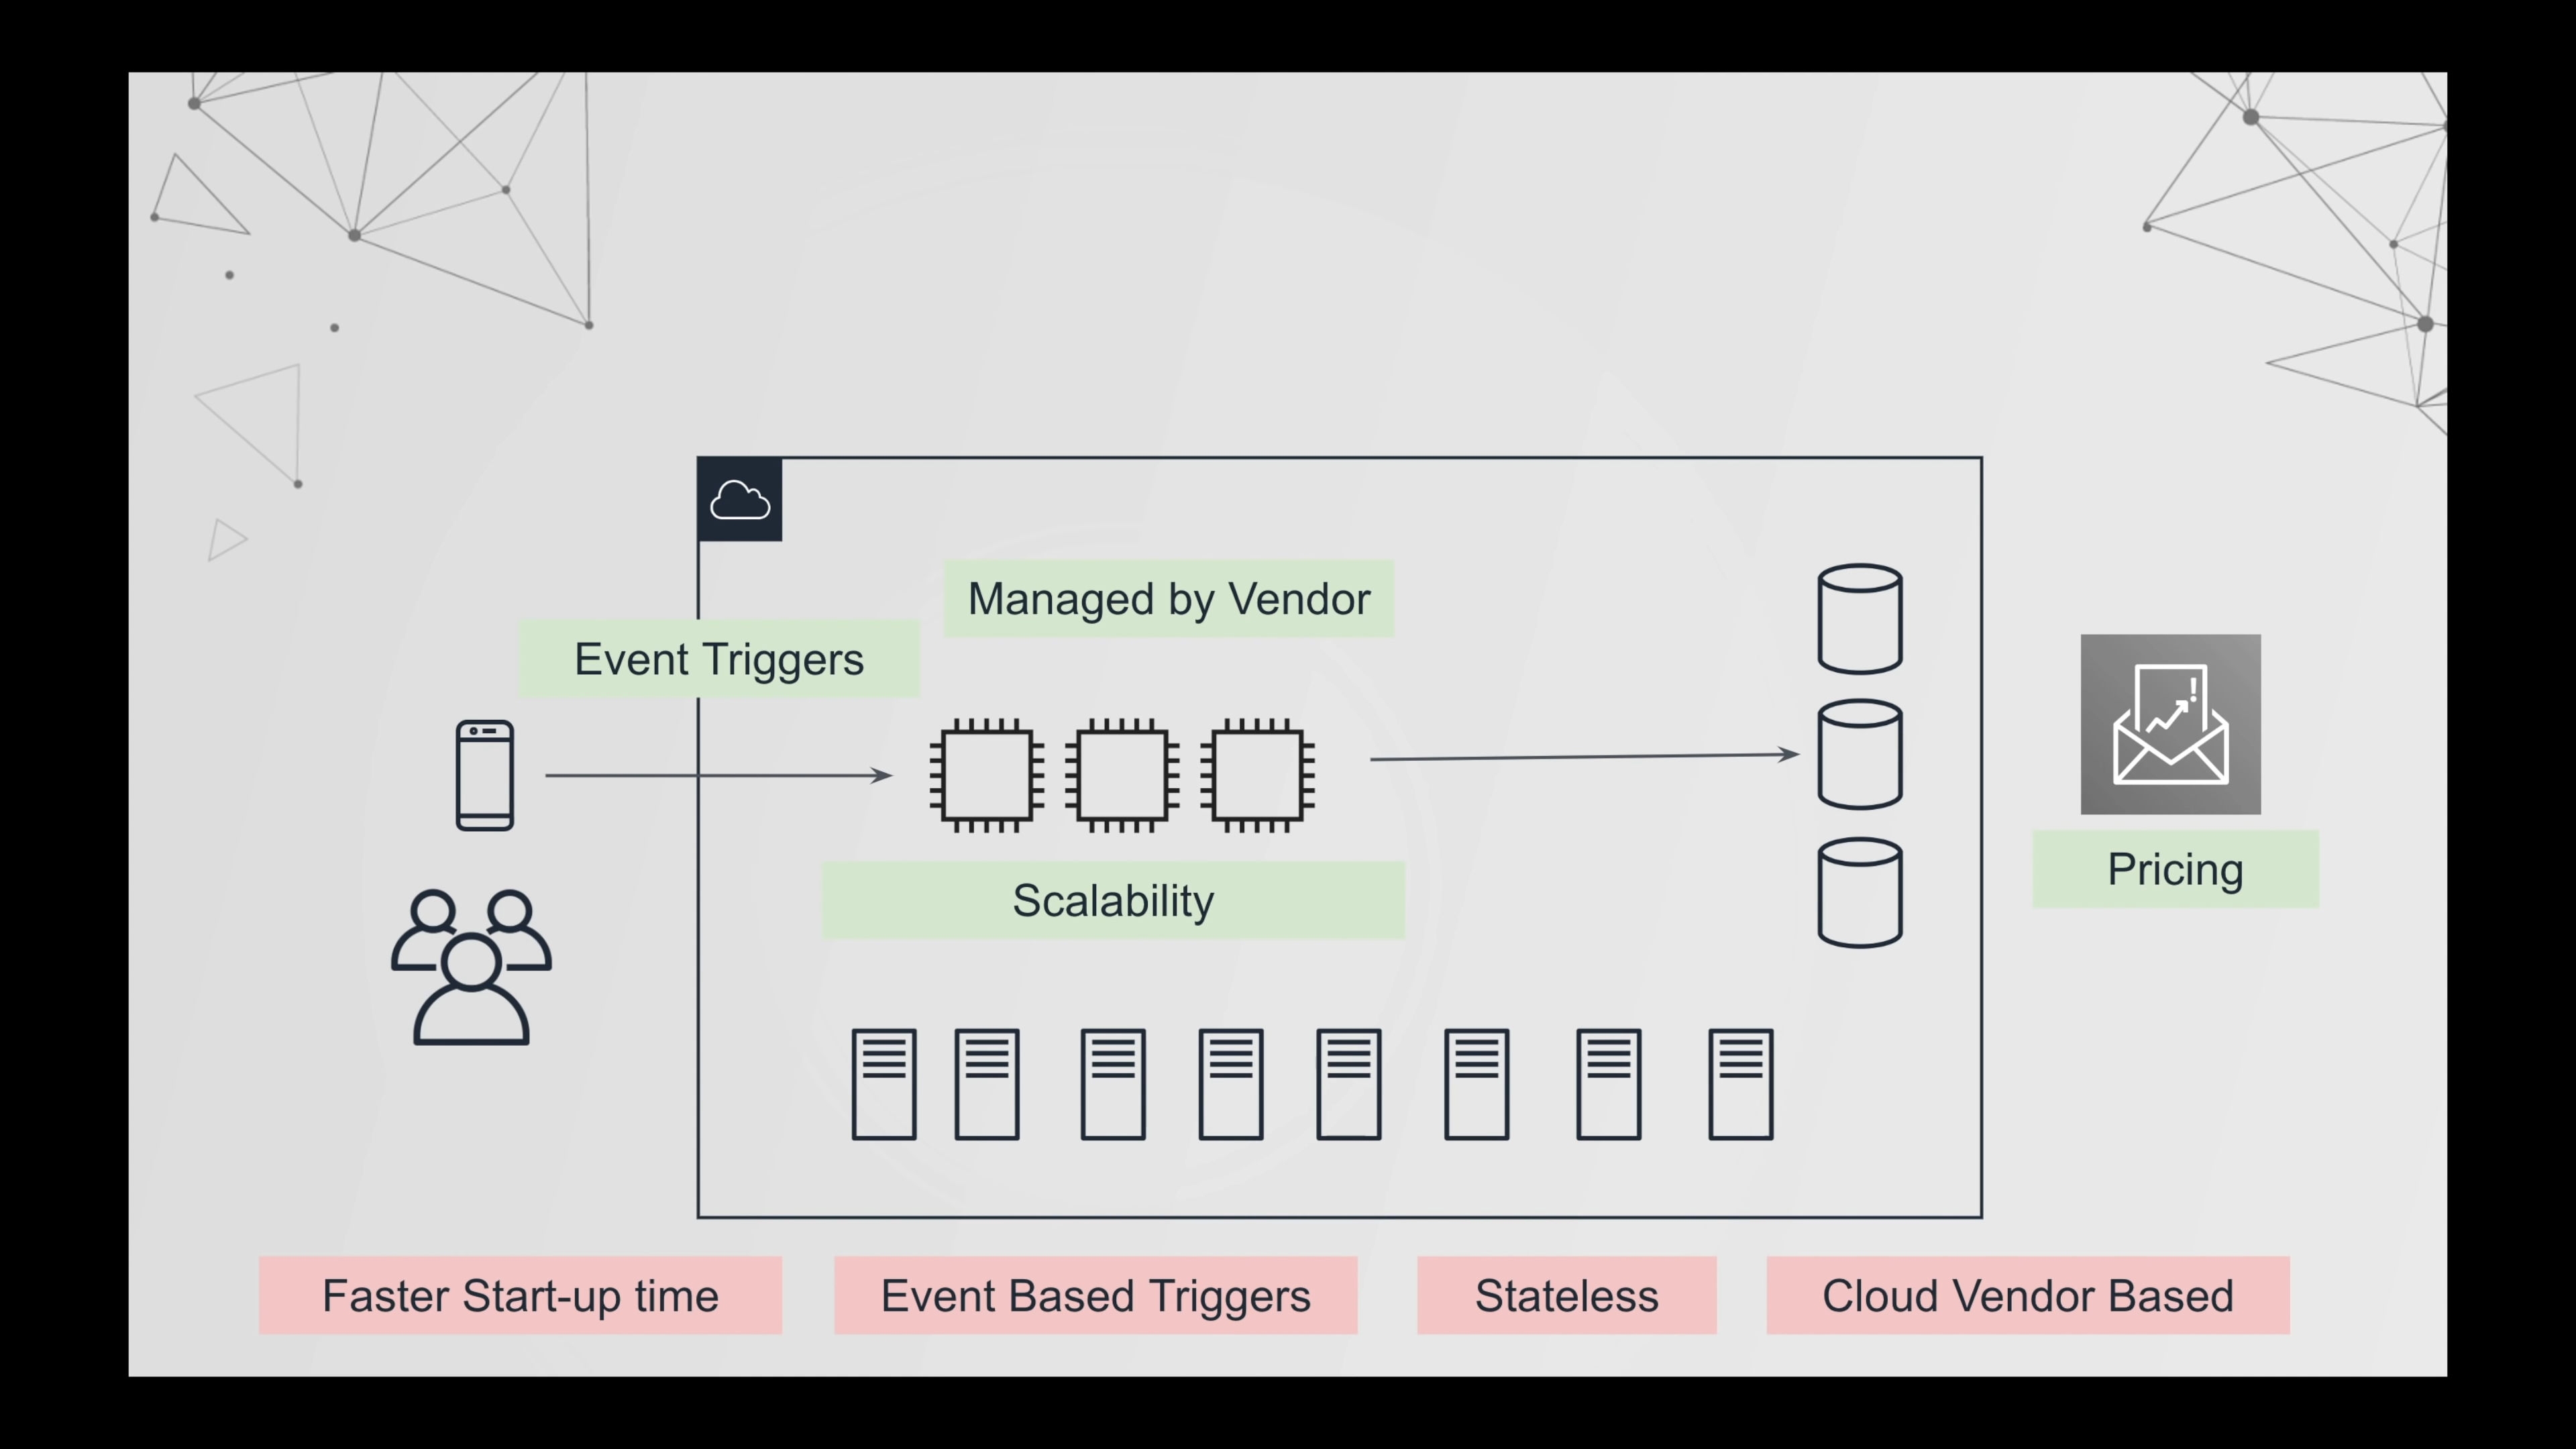 Managed by Vendor
Event Triggers
Scalability
Pricing
Faster Start-up time
Event Based Triggers
Stateless
Cloud Vendor Based